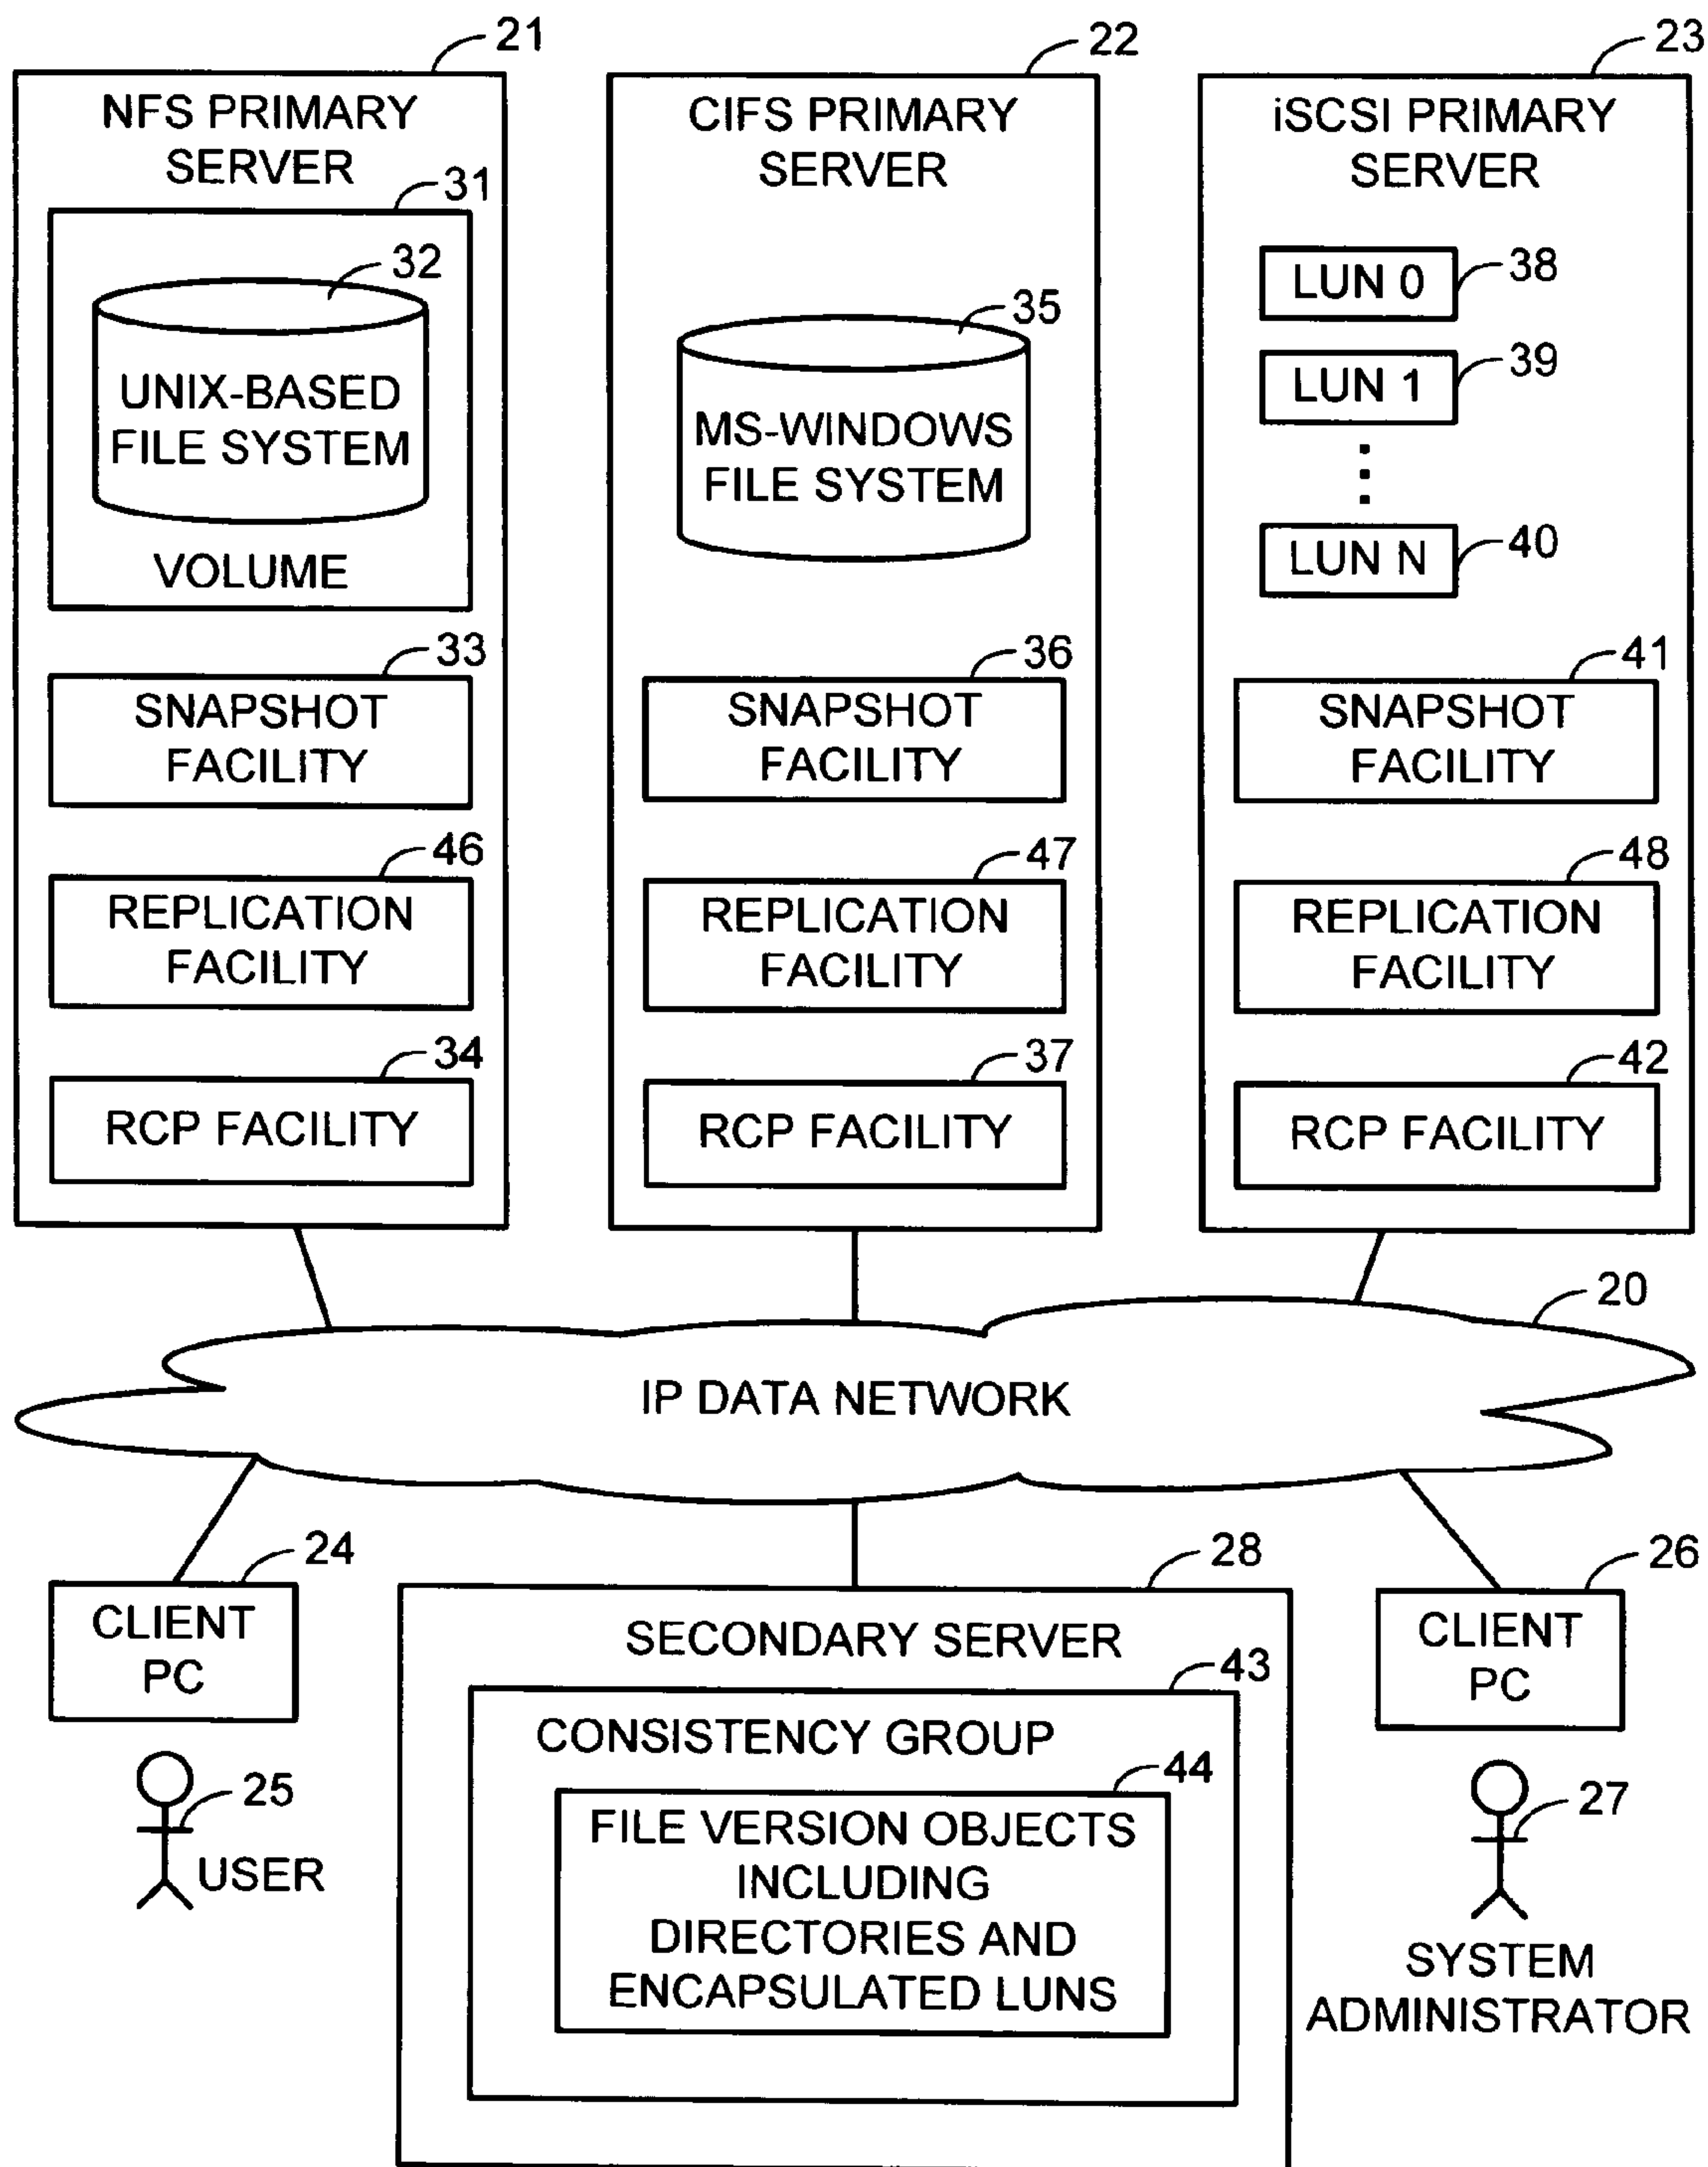 21
NFS PRIMARY
SERVER
31
32
UNIX-BASED
FILE SYSTEM
VOLUME
33
SNAPSHOT
FACILITY
46
REPLICATION
FACILITY
34
RCP FACILITY
22
CIFS PRIMARY
SERVER
35
MS-WINDOWS
FILE SYSTEM
36
SNAPSHOT
FACILITY
47
REPLICATION
FACILITY
37
RCP FACILITY
23
iSCSI PRIMARY
SERVER
LUN 0
38
LUN 1
39
LUN N
40
41
SNAPSHOT
FACILITY
48
REPLICATION
FACILITY
42
RCP FACILITY
20
IP DATA NETWORK
24
CLIENT
PC
25
USER
28
SECONDARY SERVER
43
CONSISTENCY GROUP
44
FILE VERSION OBJECTS
INCLUDING
DIRECTORIES AND
ENCAPSULATED LUNS
26
CLIENT
PC
27
SYSTEM
ADMINISTRATOR